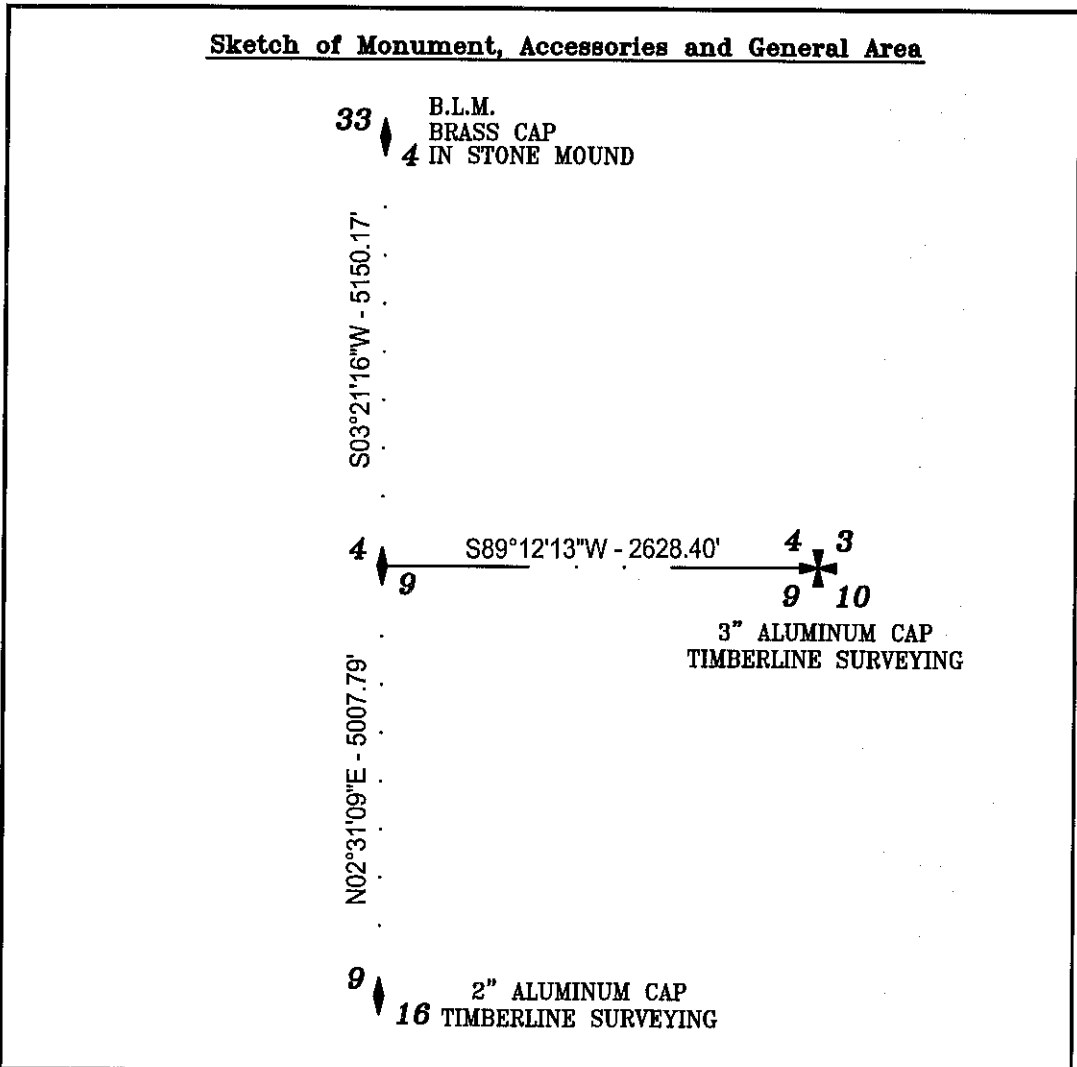 Sketch of Monument, Accessories and General Area
33
B.L.M.
BRASS CAP
4 IN STONE MOUND
S03°21'16"W - 5150.17'
4
9
S89°12'13"W - 2628.40'
4 3
9 10
3" ALUMINUM CAP
TIMBERLINE SURVEYING
N02°31'09"E - 5007.79'
9
2" ALUMINUM CAP
16 TIMBERLINE SURVEYING